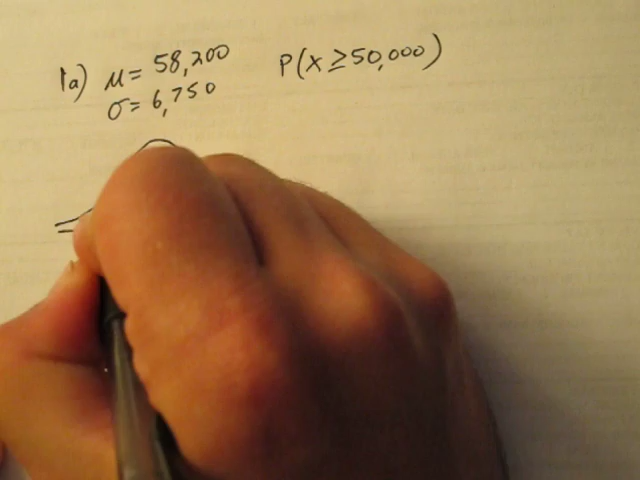 1a) μ = 58,200 P(x ≥ 50,000)
σ = 6,750